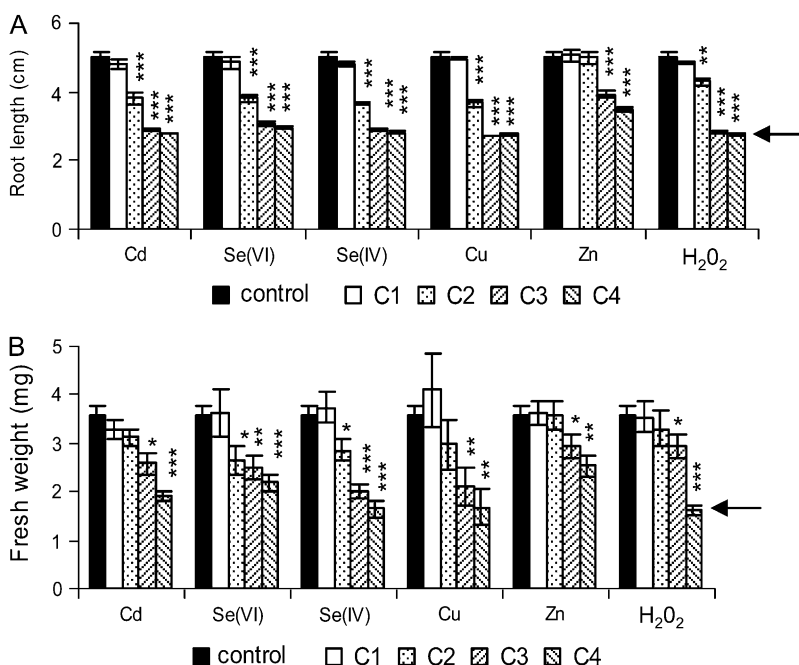 A
Root length (cm)
6
4
2
0
*** *** ***
*** *** ***
*** *** ***
*** *** ***
*** ***
** *** ***
Cd Se(VI) Se(IV) Cu Zn H₂0₂
control C1 C2 C3 C4
B
Fresh weight (mg)
5
4
3
2
1
0
* ***
* ** ***
* *** ***
** **
* **
* ***
Cd Se(VI) Se(IV) Cu Zn H₂0₂
control C1 C2 C3 C4